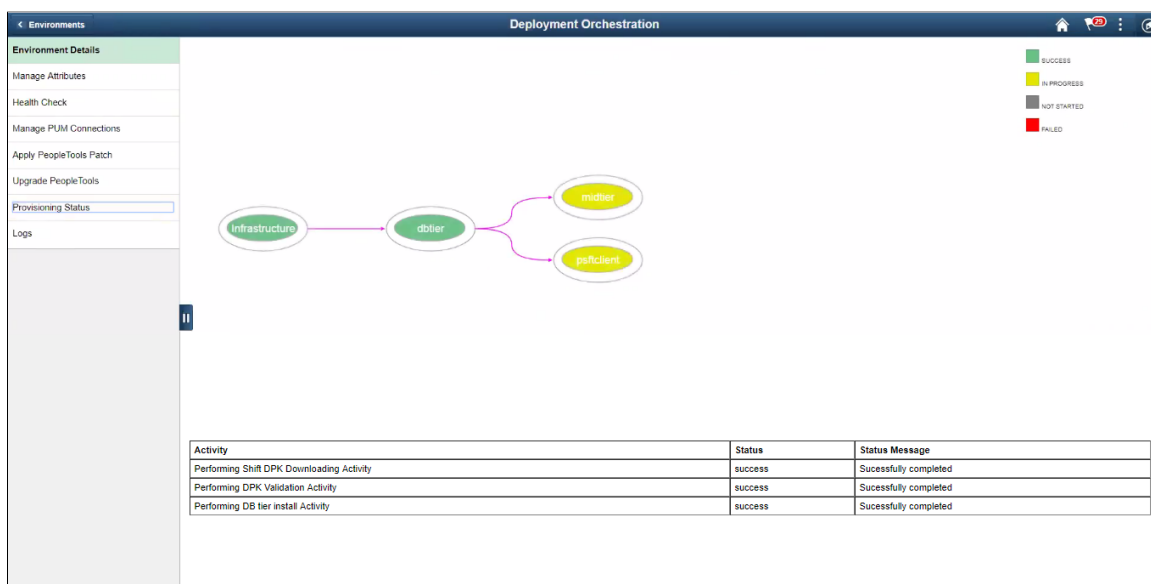 Environments
Deployment Orchestration
29
Environment Details
Manage Attributes
Health Check
Manage PUM Connections
Apply PeopleTools Patch
Upgrade PeopleTools
Provisioning Status
Logs
SUCCESS
IN PROGRESS
NOT STARTED
FAILED
infrastructure
dbtier
midtier
psftclient
Activity Status Status Message
Performing Shift DPK Downloading Activity success Sucessfully completed
Performing DPK Validation Activity success Sucessfully completed
Performing DB tier install Activity success Sucessfully completed